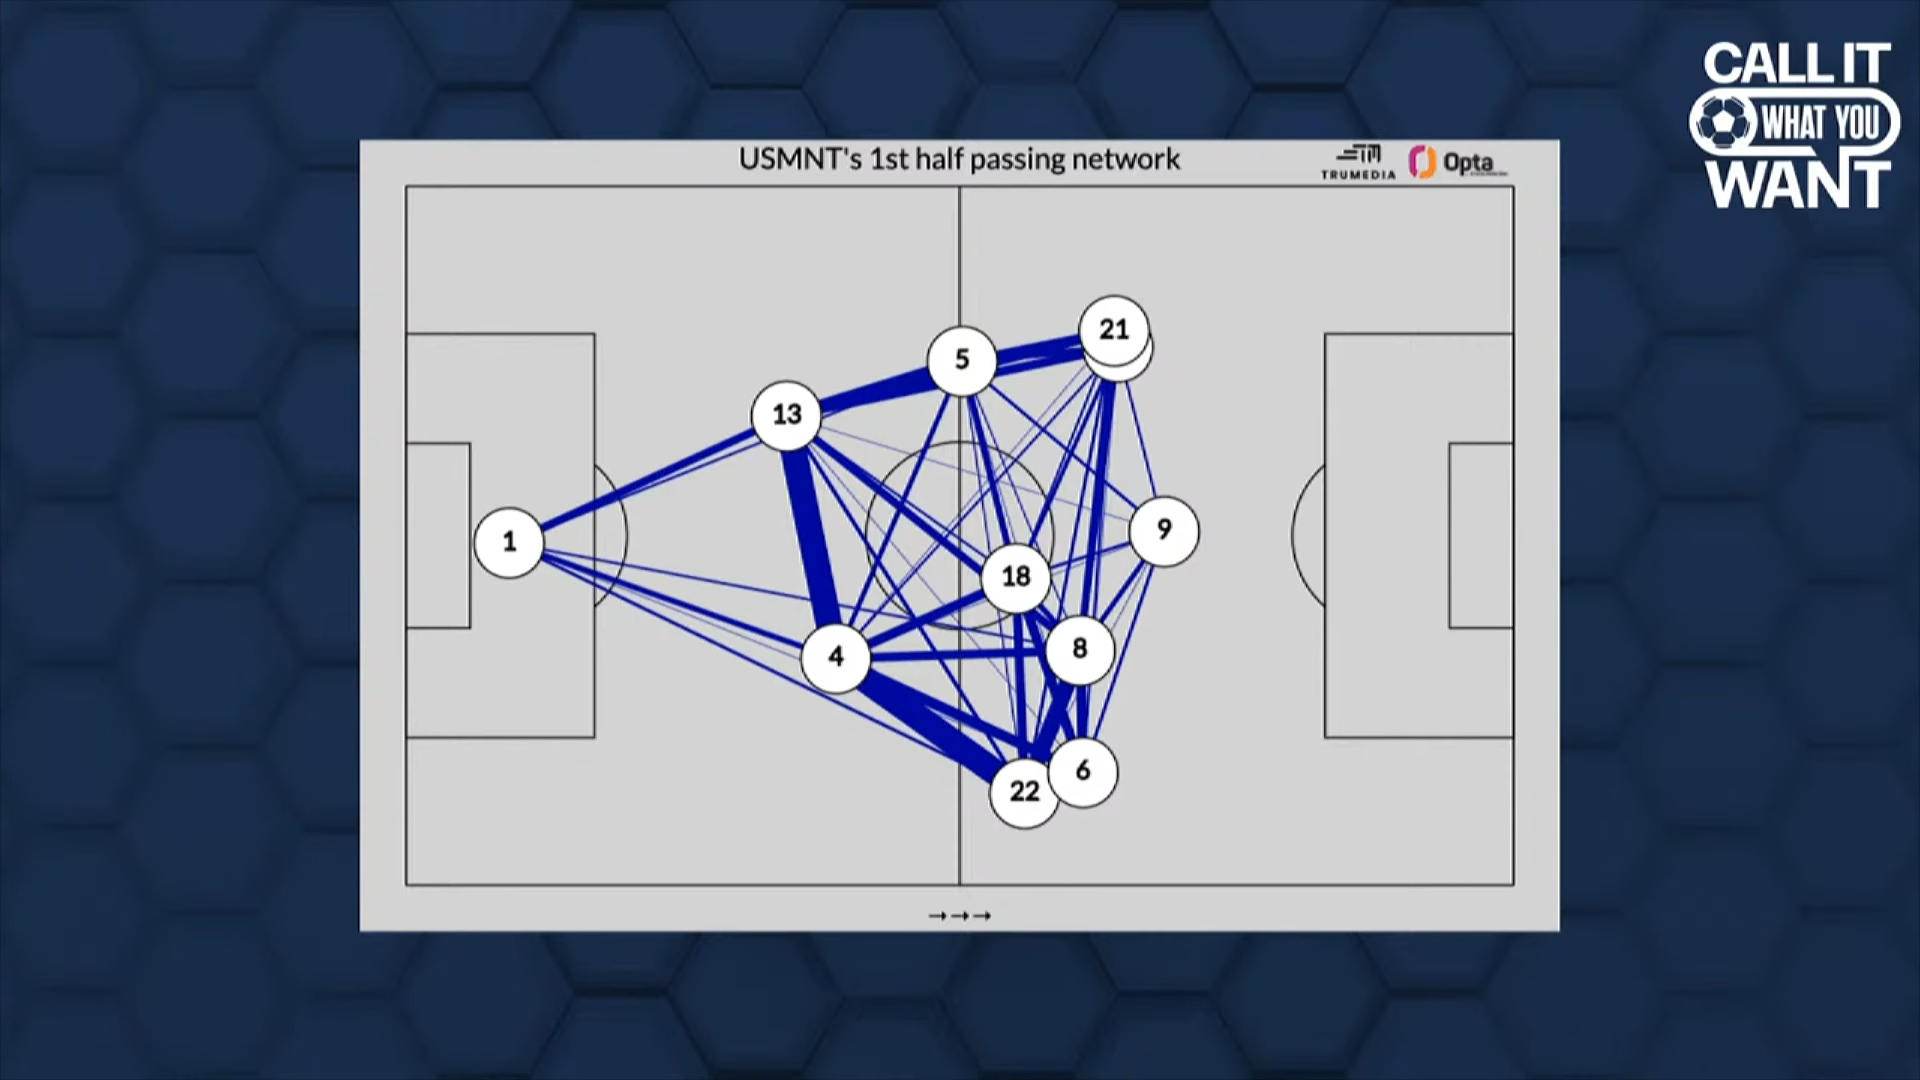 CALL IT
WHAT YOU
WANT
USMNT's 1st half passing network
TRUMEDIA
Opta
21
5
13
9
1
18
8
4
6
22
→→→